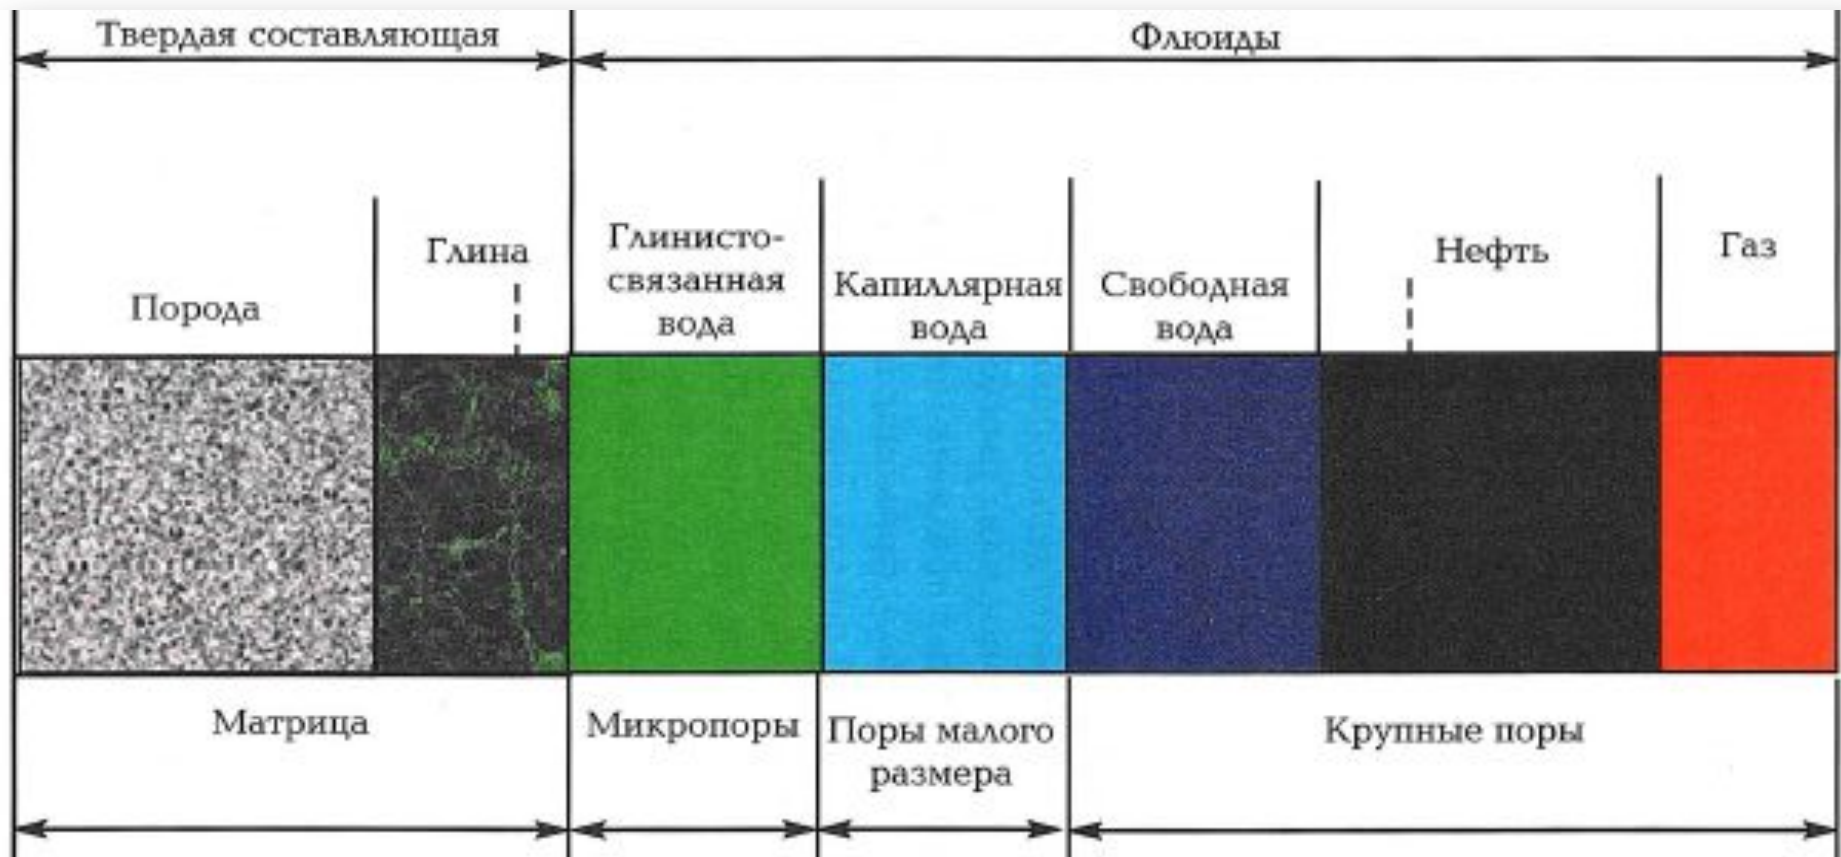 Твердая составляющая
Флюиды
Порода
Глина
Глинисто-
связанная
вода
Капиллярная
вода
Свободная
вода
Нефть
Газ
Матрица
Микропоры
Поры малого
размера
Крупные поры